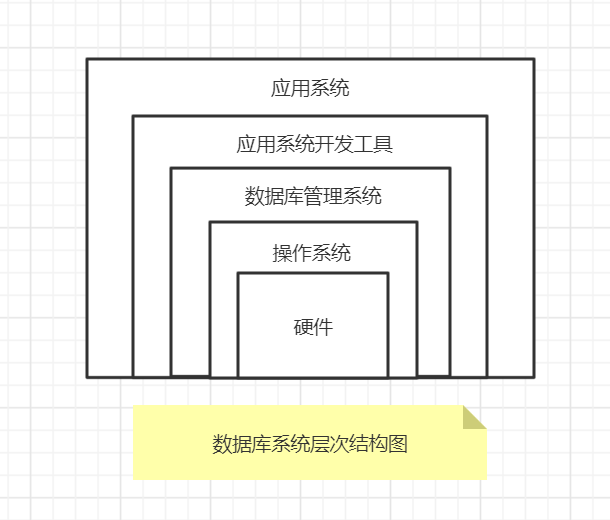 应用系统
应用系统开发工具
数据库管理系统
操作系统
硬件
数据库系统层次结构图